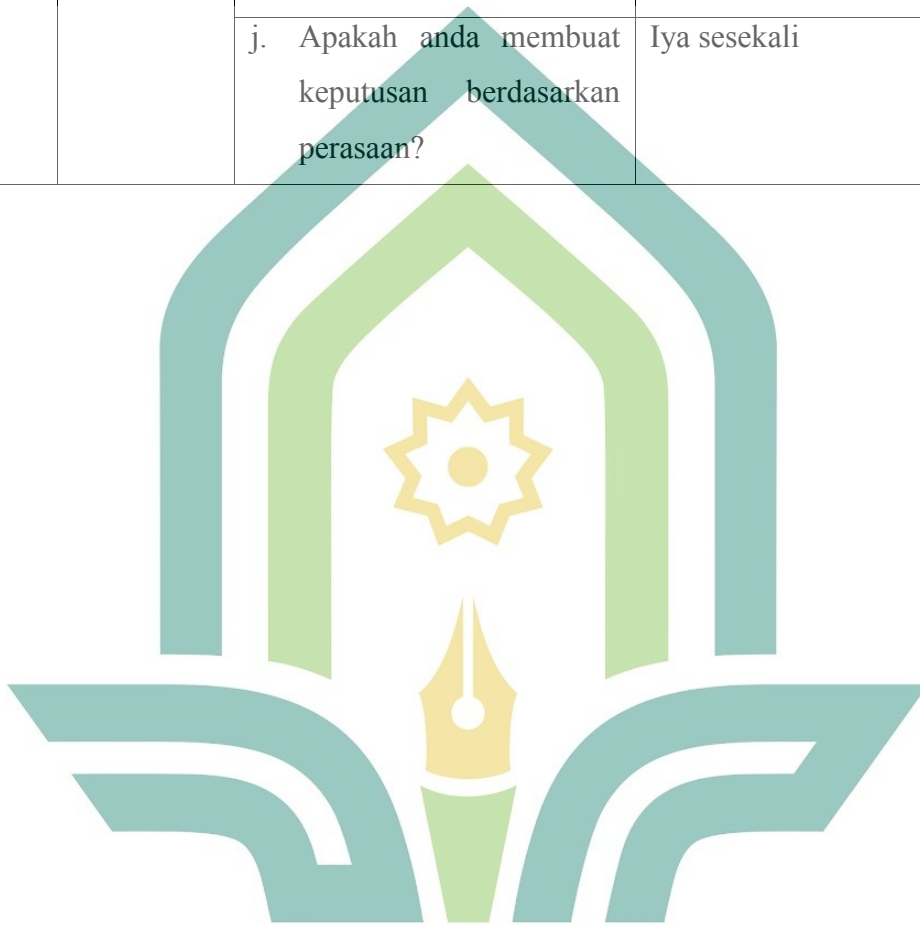 j. Apakah anda membuat
keputusan berdasarkan
perasaan?
Iya sesekali